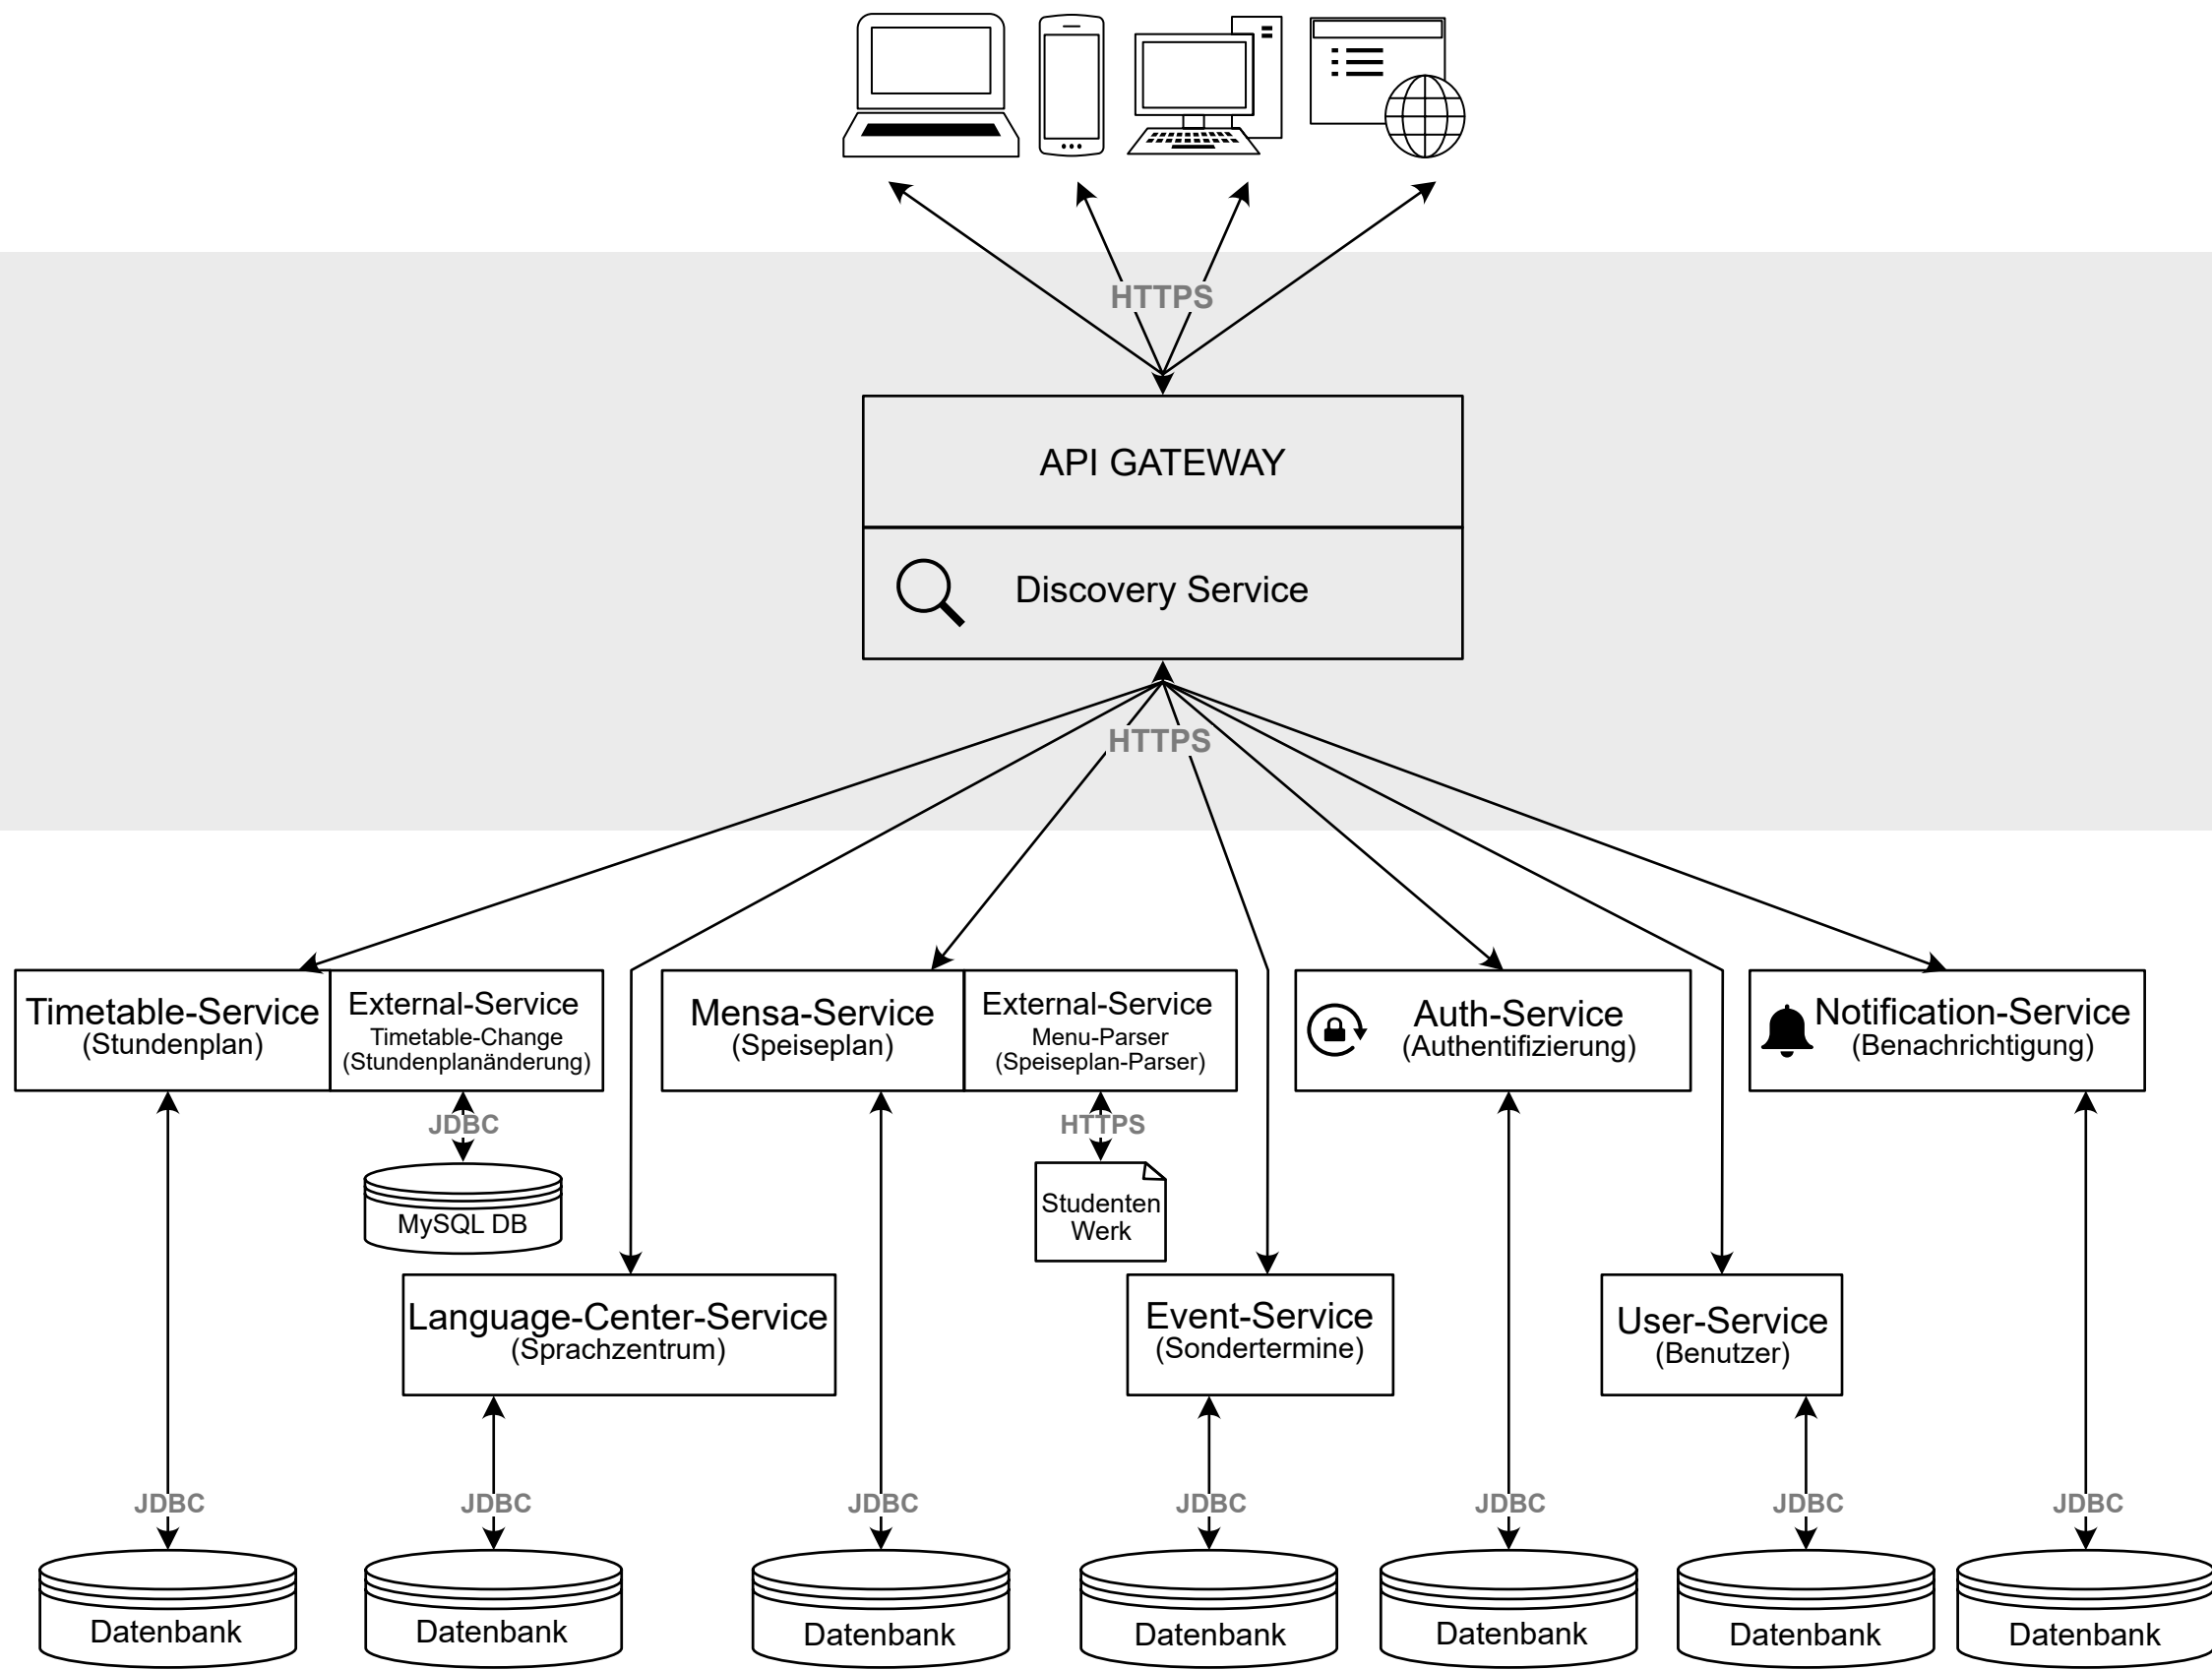 HTTPS
API GATEWAY
Discovery Service
HTTPS
Timetable-Service
(Stundenplan)
External-Service
Timetable-Change
(Stundenplanänderung)
Mensa-Service
(Speiseplan)
External-Service
Menu-Parser
(Speiseplan-Parser)
Auth-Service
(Authentifizierung)
Notification-Service
(Benachrichtigung)
JDBC
HTTPS
MySQL DB
Studenten
Werk
Language-Center-Service
(Sprachzentrum)
Event-Service
(Sondertermine)
User-Service
(Benutzer)
JDBC
JDBC
JDBC
JDBC
JDBC
JDBC
JDBC
Datenbank
Datenbank
Datenbank
Datenbank
Datenbank
Datenbank
Datenbank